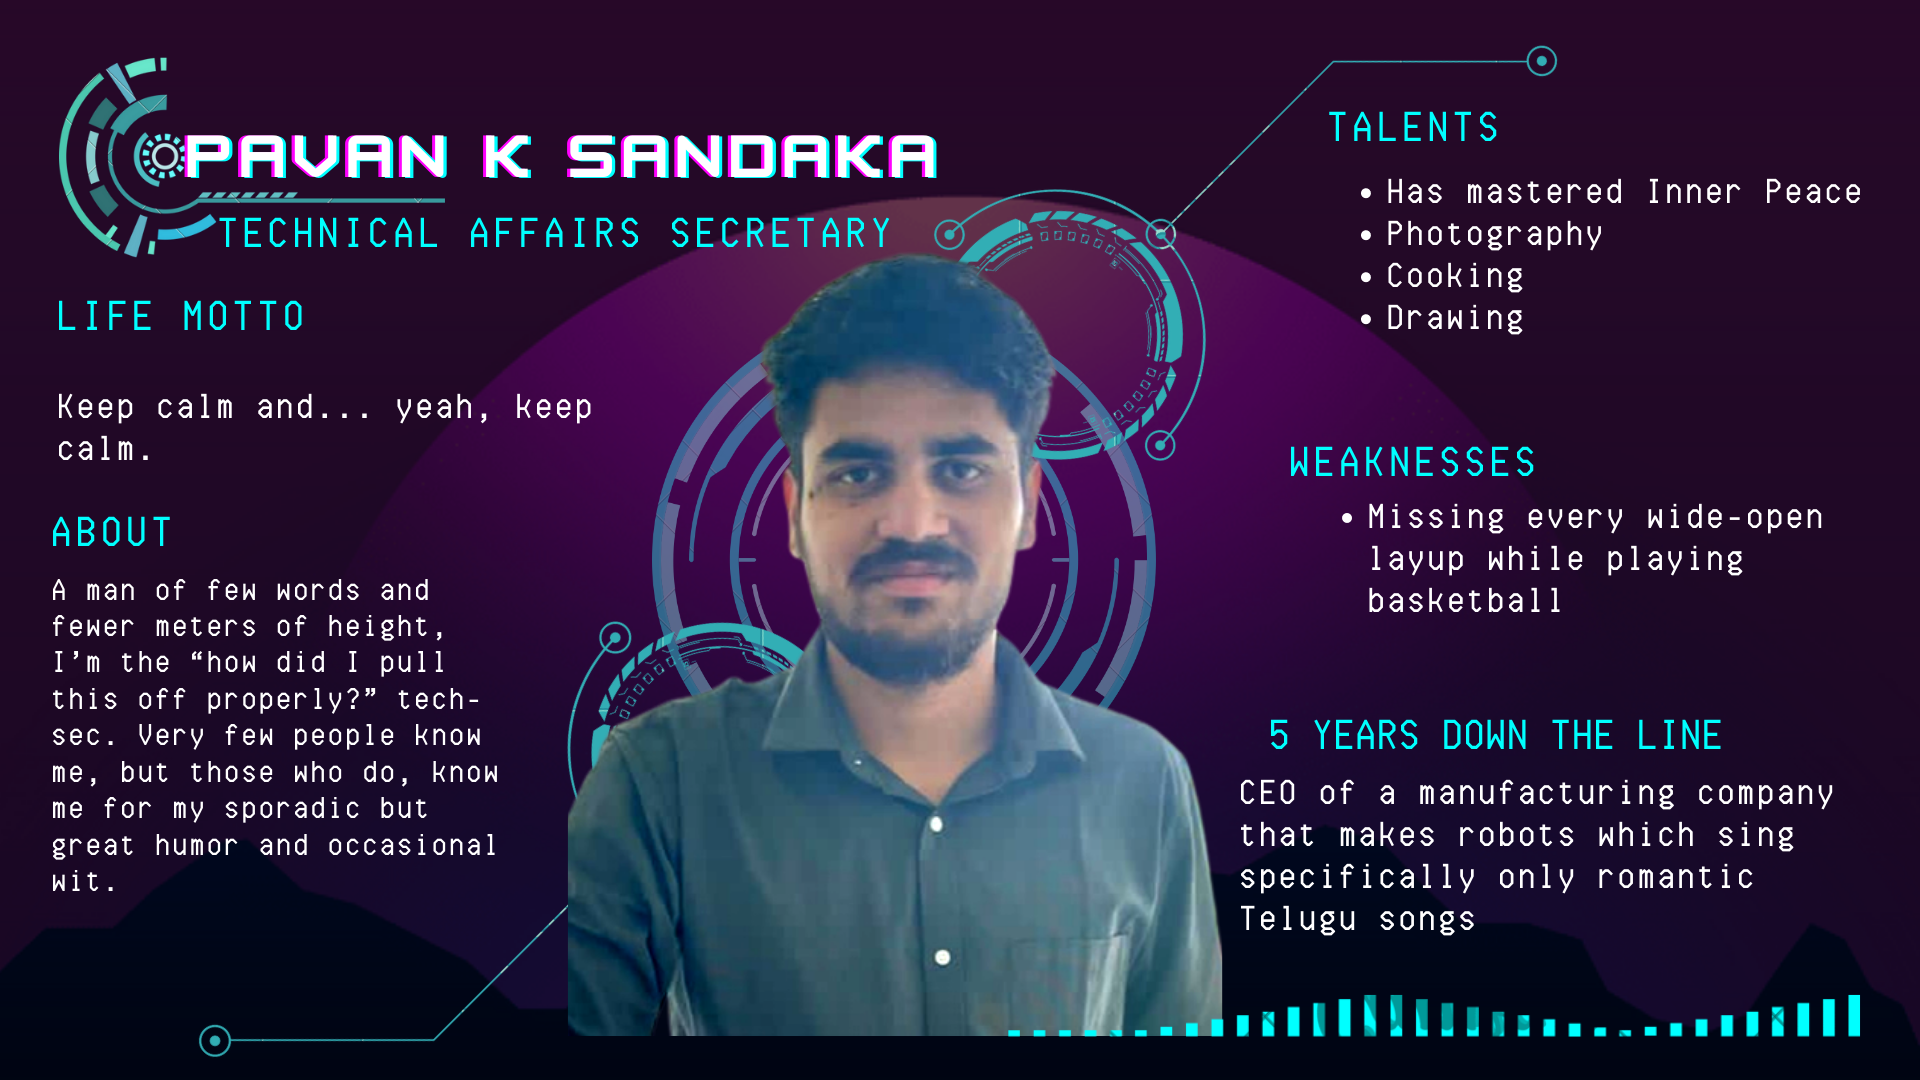 PAVAN K SANDAKA
TECHNICAL AFFAIRS SECRETARY
LIFE MOTTO
Keep calm and... yeah, keep
calm.
ABOUT
A man of few words and
fewer meters of height,
I’m the “how did I pull
this off properly?” tech-
sec. Very few people know
me, but those who do, know
me for my sporadic but
great humor and occasional
wit.
TALENTS
• Has mastered Inner Peace
• Photography
• Cooking
• Drawing
WEAKNESSES
• Missing every wide-open
layup while playing
basketball
5 YEARS DOWN THE LINE
CEO of a manufacturing company
that makes robots which sing
specifically only romantic
Telugu songs